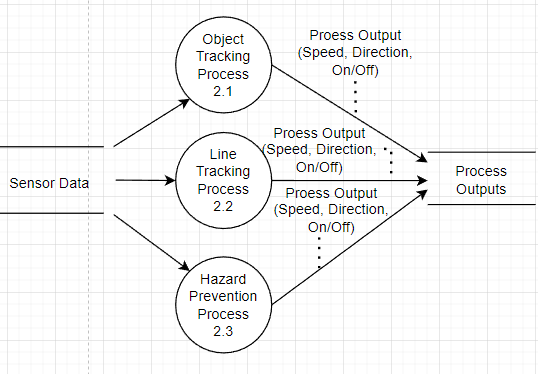 Object
Tracking
Process
2.1
Proess Output
(Speed, Direction,
On/Off)
Sensor Data
Line
Tracking
Process
2.2
Proess Output
(Speed, Direction,
On/Off)
Process
Outputs
Hazard
Prevention
Process
2.3
Proess Output
(Speed, Direction,
On/Off)